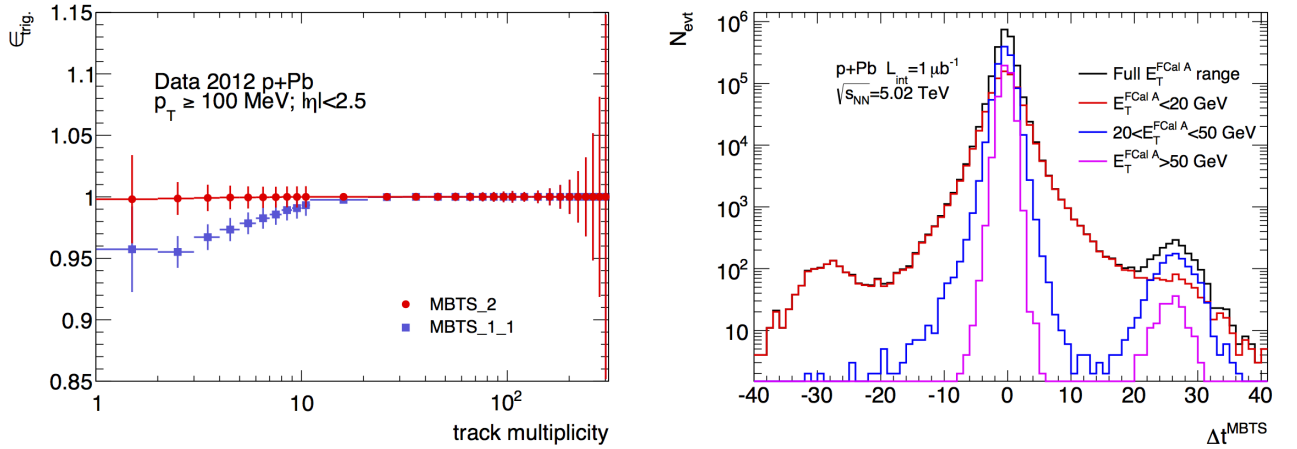 ∈trig.
1.15
1.1
1.05
1
0.95
0.9
0.85
Data 2012 p+Pb
p_T ≥ 100 MeV; |η|<2.5
MBTS_2
MBTS_1_1
1
10
10²
track multiplicity
N_evt
10⁶
10⁵
10⁴
10³
10²
10
p+Pb L_int=1 μb⁻¹
√s_NN=5.02 TeV
Full E_T^FCal A range
E_T^FCal A<20 GeV
20<E_T^FCal A<50 GeV
E_T^FCal A>50 GeV
-40
-30
-20
-10
0
10
20
30
40
Δt^MBTS